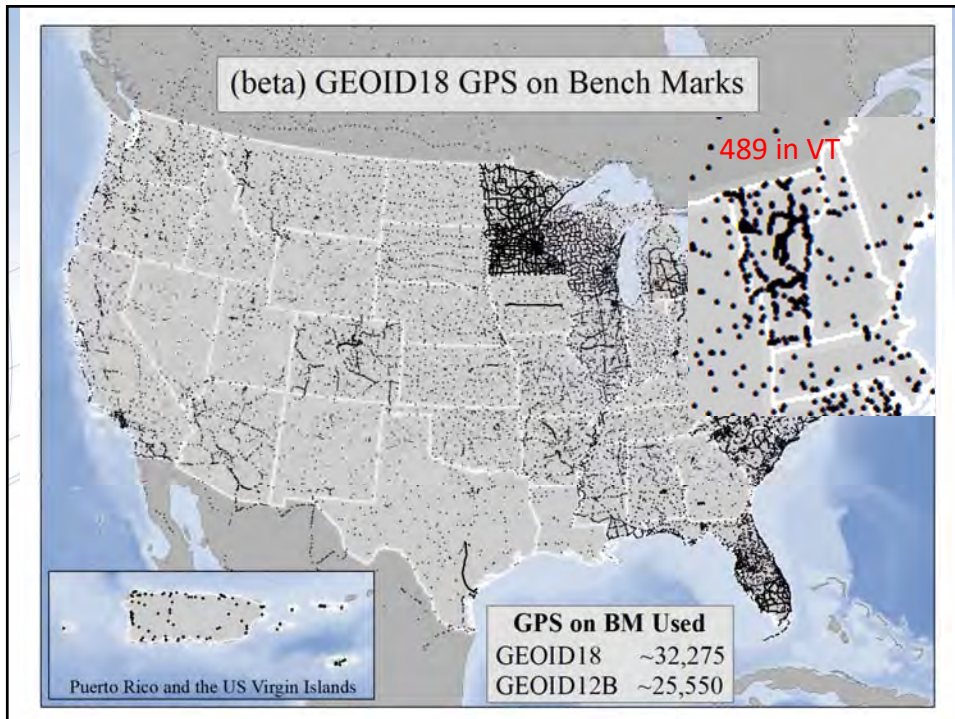 (beta) GEOID18 GPS on Bench Marks
489 in VT
GPS on BM Used
GEOID18 ~32,275
GEOID12B ~25,550
Puerto Rico and the US Virgin Islands